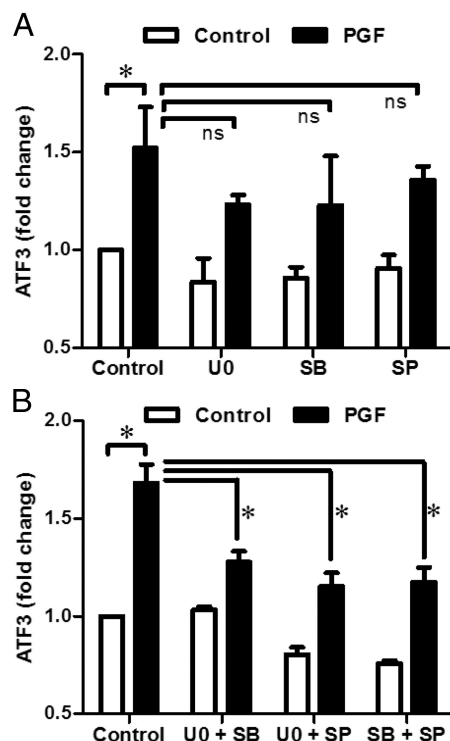 A
Control PGF
2.0
*
ns
ns
ns
1.5
1.0
0.5
ATF3 (fold change)
Control U0 SB SP
B
Control PGF
2.0
*
*
*
*
1.5
1.0
0.5
ATF3 (fold change)
Control U0 + SB U0 + SP SB + SP